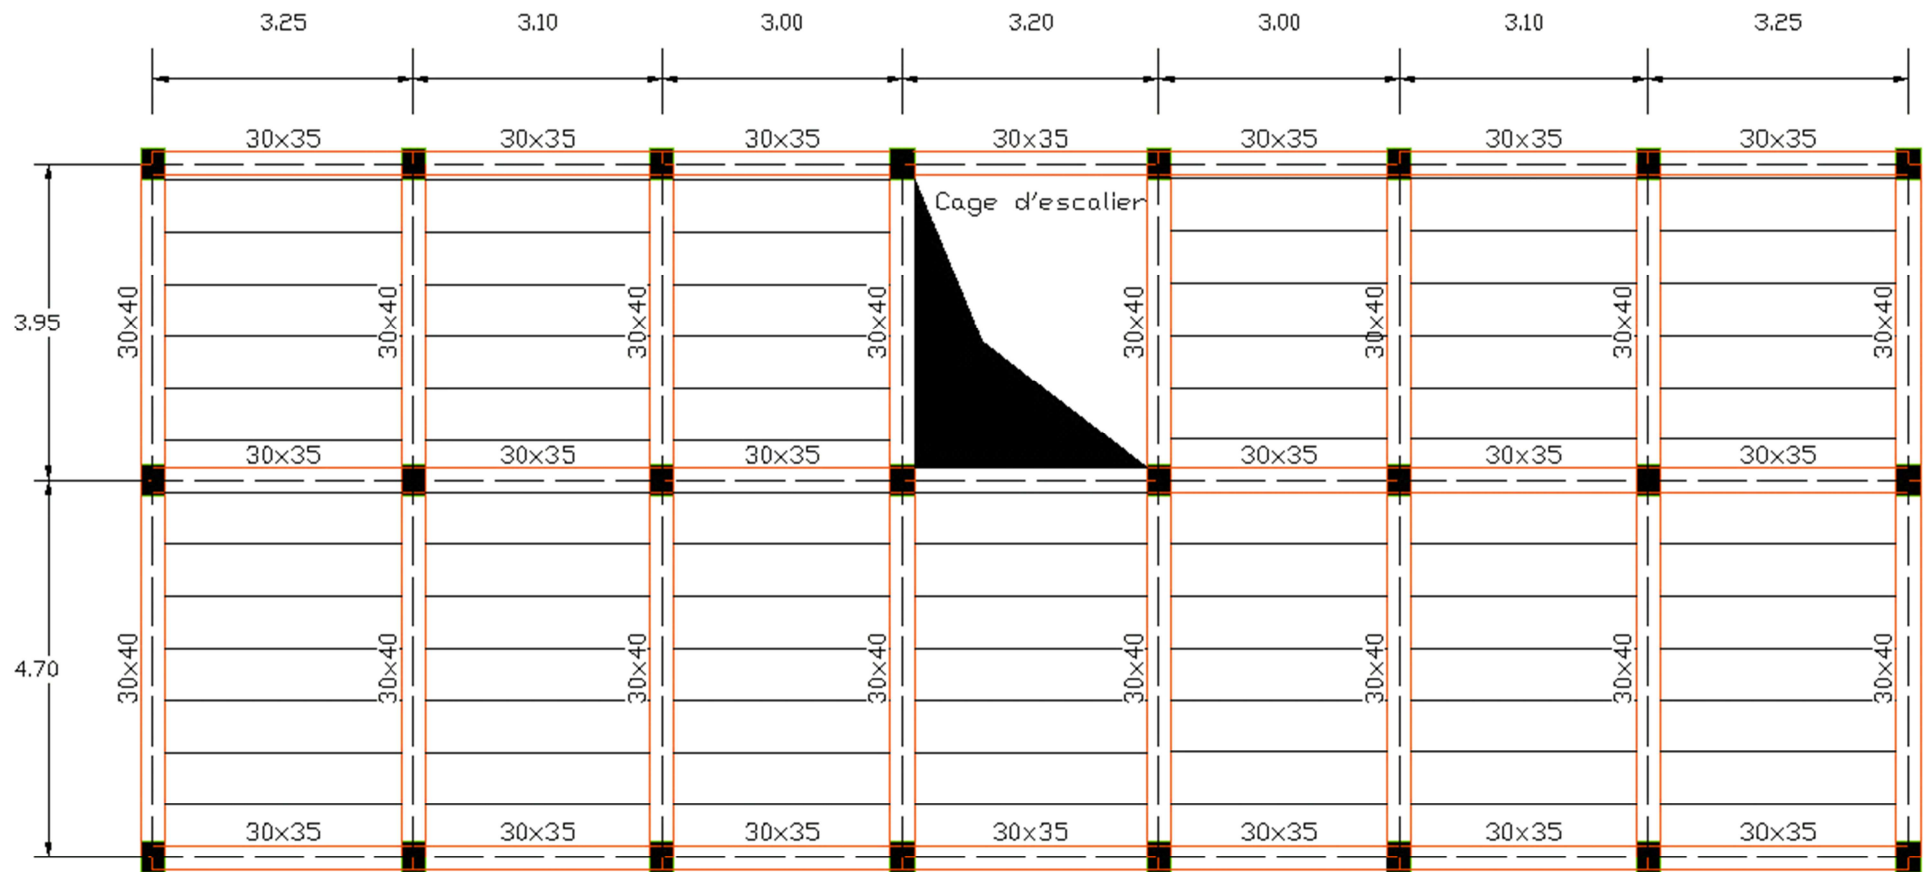 3.25 3.10 3.00 3.20 3.00 3.10 3.25
30x35 30x35 30x35 30x35 30x35 30x35 30x35
Cage d'escalier
3.95 30x40 30x40 30x40 30x40 30x40 30x40 30x40 30x40
30x35 30x35 30x35 30x35 30x35 30x35
4.70 30x40 30x40 30x40 30x40 30x40 30x40 30x40 30x40
30x35 30x35 30x35 30x35 30x35 30x35 30x35